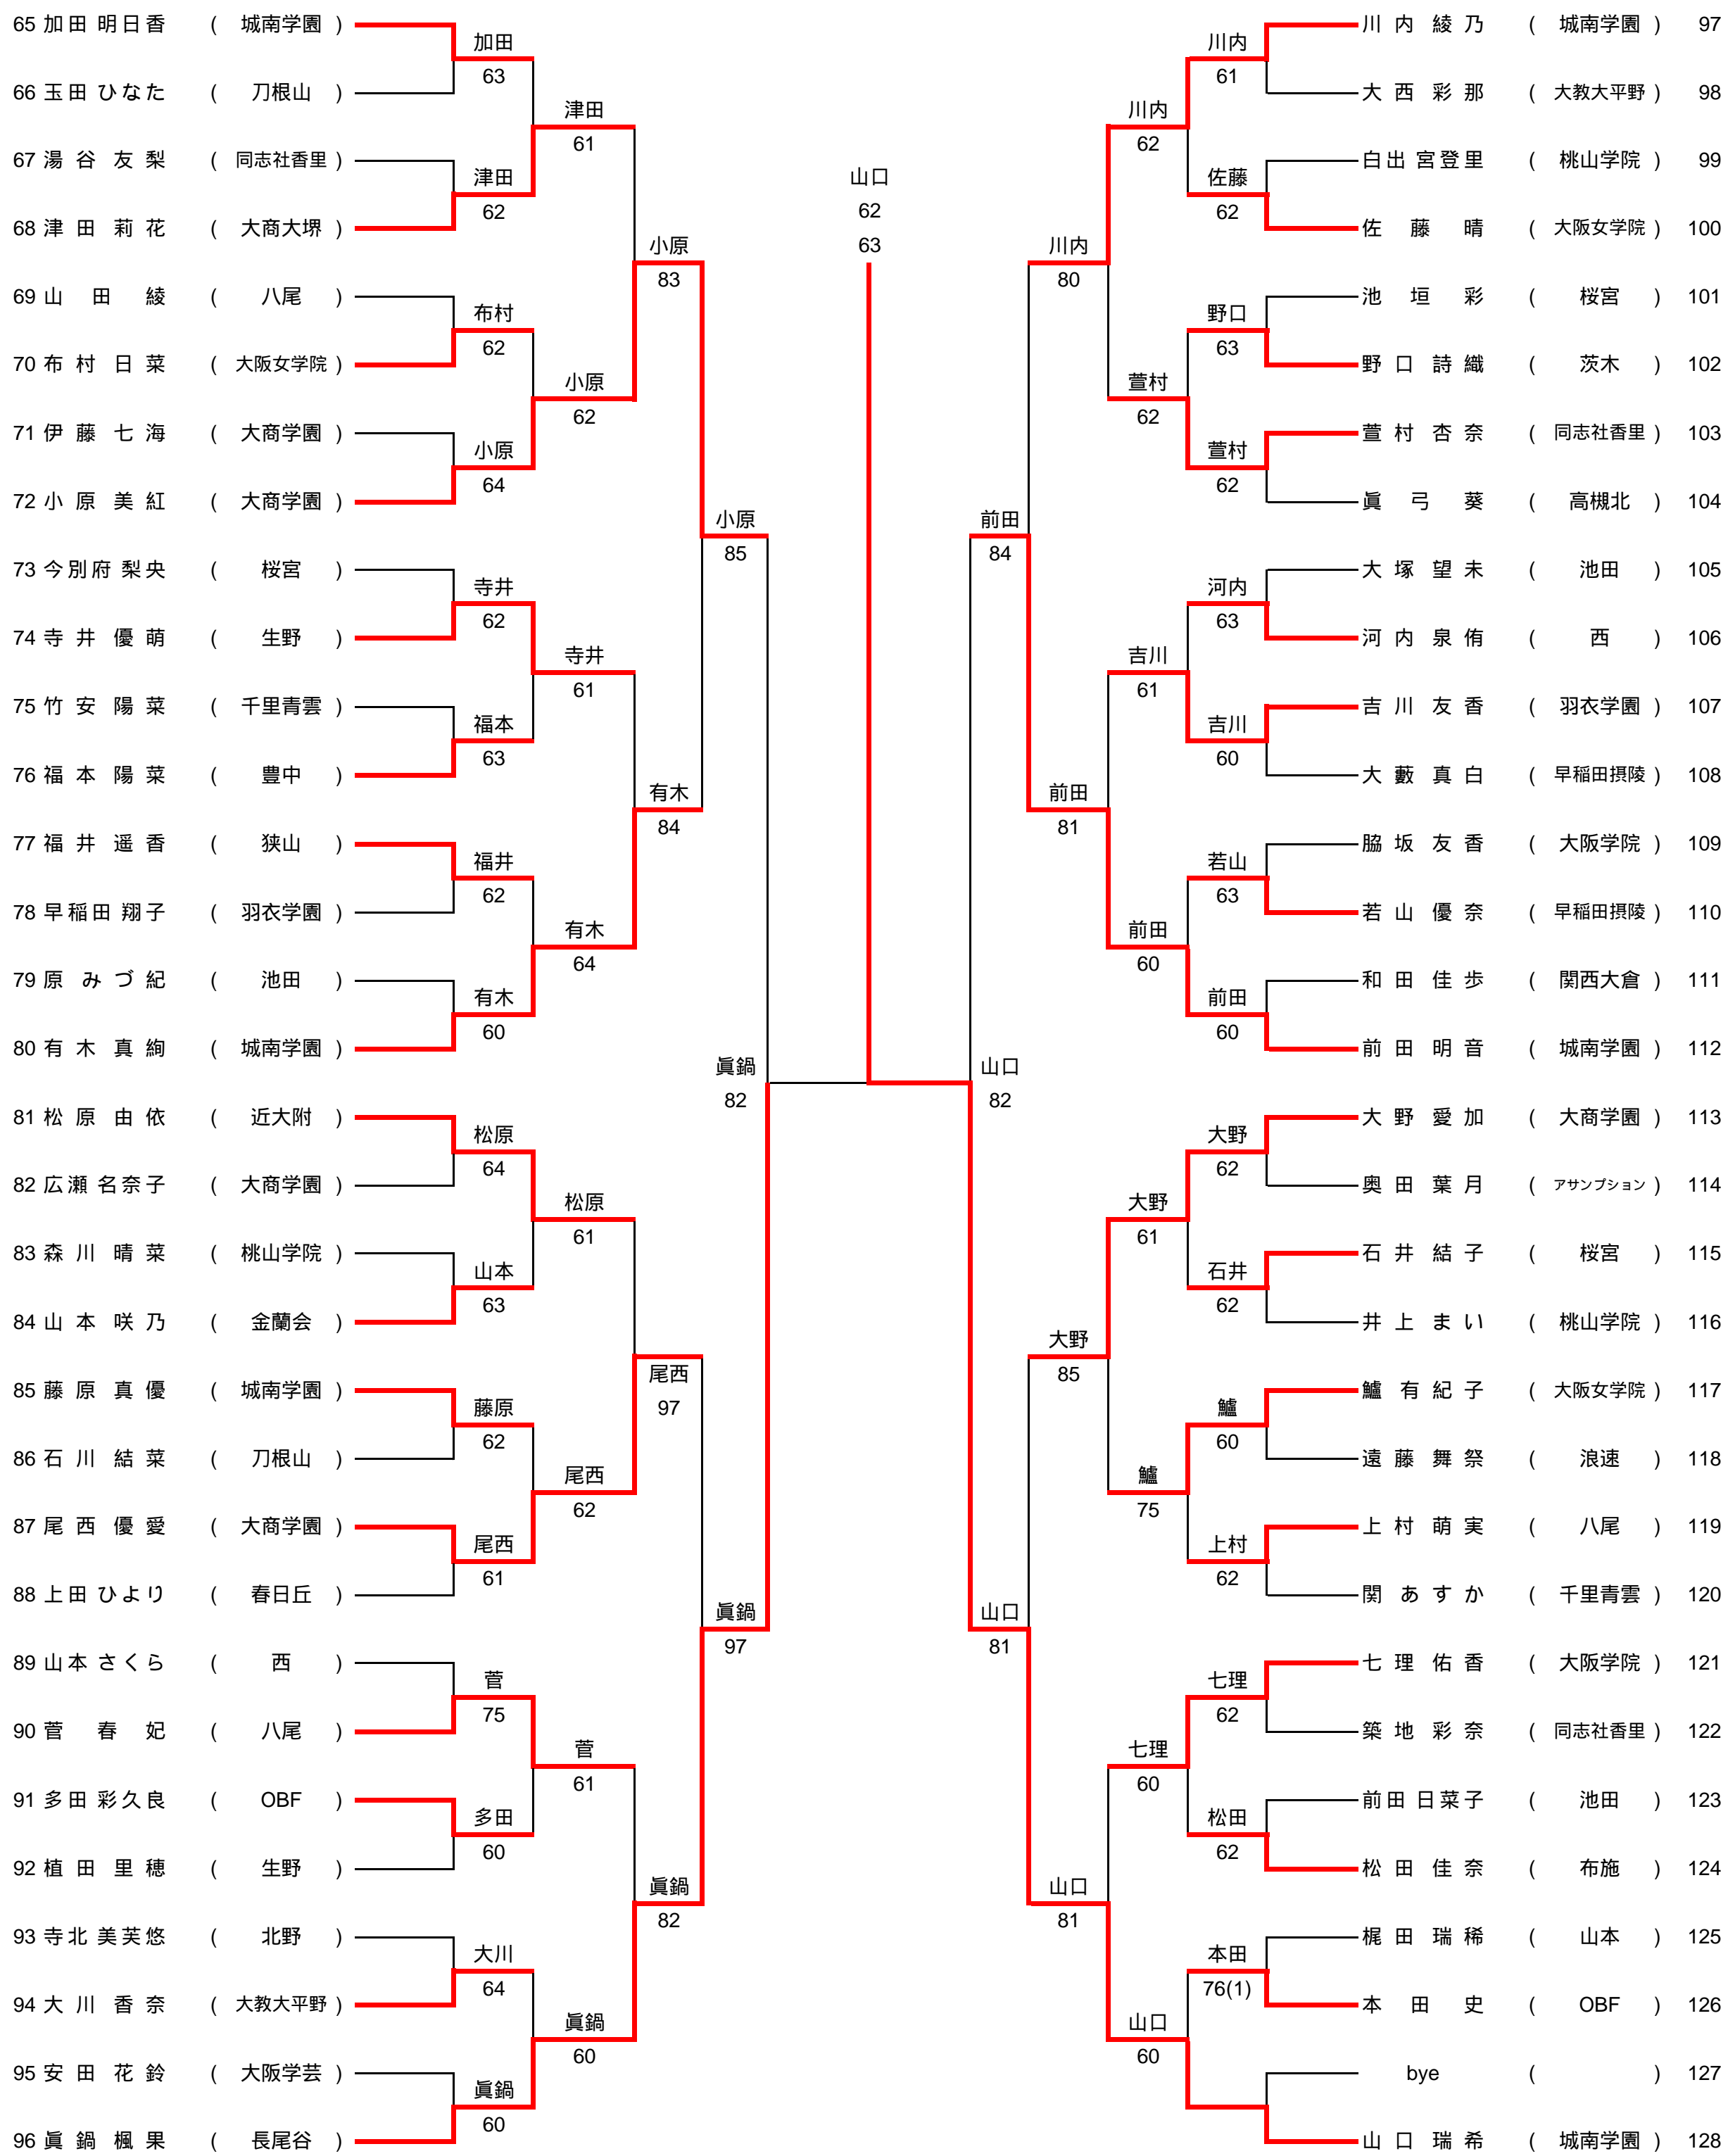 65 加田 明日香 ( 城南学園 )
加田
63
66 玉田 ひなた ( 刀根山 )
津田
61
67 湯谷 友梨 ( 同志社香里 )
津田
62
68 津田 莉花 ( 大商大堺 )
小原
83
69 山田 綾 ( 八尾 )
布村
62
70 布村 日菜 ( 大阪女学院 )
小原
62
71 伊藤 七海 ( 大商学園 )
小原
64
72 小原 美紅 ( 大商学園 )
小原
85
73 今別府 梨央 ( 桜宮 )
寺井
62
74 寺井 優萌 ( 生野 )
寺井
61
75 竹安 陽菜 ( 千里青雲 )
福本
63
76 福本 陽菜 ( 豊中 )
有木
84
77 福井 遥香 ( 狭山 )
福井
62
78 早稲田 翔子 ( 羽衣学園 )
有木
64
79 原 みづ紀 ( 池田 )
有木
60
80 有木 真絢 ( 城南学園 )
眞鍋
82
81 松原 由依 ( 近大附 )
松原
64
82 広瀬 名奈子 ( 大商学園 )
松原
61
83 森川 晴菜 ( 桃山学院 )
山本
63
84 山本 咲乃 ( 金蘭会 )
尾西
97
85 藤原 真優 ( 城南学園 )
藤原
62
86 石川 結菜 ( 刀根山 )
尾西
62
87 尾西 優愛 ( 大商学園 )
尾西
61
88 上田 ひより ( 春日丘 )
眞鍋
97
89 山本 さくら ( 西 )
菅
75
90 菅 春妃 ( 八尾 )
菅
61
91 多田 彩久良 ( OBF )
多田
60
92 植田 里穂 ( 生野 )
眞鍋
82
93 寺北 美芙悠 ( 北野 )
大川
64
94 大川 香奈 ( 大教大平野 )
眞鍋
60
95 安田 花鈴 ( 大阪学芸 )
眞鍋
60
96 眞鍋 楓果 ( 長尾谷 )
山口
62
63
川内 綾乃 ( 城南学園 ) 97
川内
61
大西 彩那 ( 大教大平野 ) 98
川内
62
白出 宮登里 ( 桃山学院 ) 99
佐藤
62
佐藤 晴 ( 大阪女学院 ) 100
川内
80
池垣 彩 ( 桜宮 ) 101
野口
63
野口 詩織 ( 茨木 ) 102
萱村
62
萱村 杏奈 ( 同志社香里 ) 103
萱村
62
眞弓 葵 ( 高槻北 ) 104
前田
84
大塚 望未 ( 池田 ) 105
河内
63
河内 泉侑 ( 西 ) 106
吉川
61
吉川 友香 ( 羽衣学園 ) 107
吉川
60
大藪 真白 ( 早稲田摂陵 ) 108
前田
81
脇坂 友香 ( 大阪学院 ) 109
若山
63
若山 優奈 ( 早稲田摂陵 ) 110
前田
60
和田 佳歩 ( 関西大倉 ) 111
前田
60
前田 明音 ( 城南学園 ) 112
山口
82
大野 愛加 ( 大商学園 ) 113
大野
62
奥田 葉月 ( アサンプション ) 114
大野
61
石井 結子 ( 桜宮 ) 115
石井
62
井上 まい ( 桃山学院 ) 116
大野
85
鱸 有紀子 ( 大阪女学院 ) 117
鱸
60
遠藤 舞祭 ( 浪速 ) 118
鱸
75
上村 萌実 ( 八尾 ) 119
上村
62
関 あすか ( 千里青雲 ) 120
山口
81
七理 佑香 ( 大阪学院 ) 121
七理
62
築地 彩奈 ( 同志社香里 ) 122
七理
60
前田 日菜子 ( 池田 ) 123
松田
62
松田 佳奈 ( 布施 ) 124
山口
81
梶田 瑞稀 ( 山本 ) 125
本田
76(1)
本田 史 ( OBF ) 126
山口
60
bye ( ) 127
山口 瑞希 ( 城南学園 ) 128